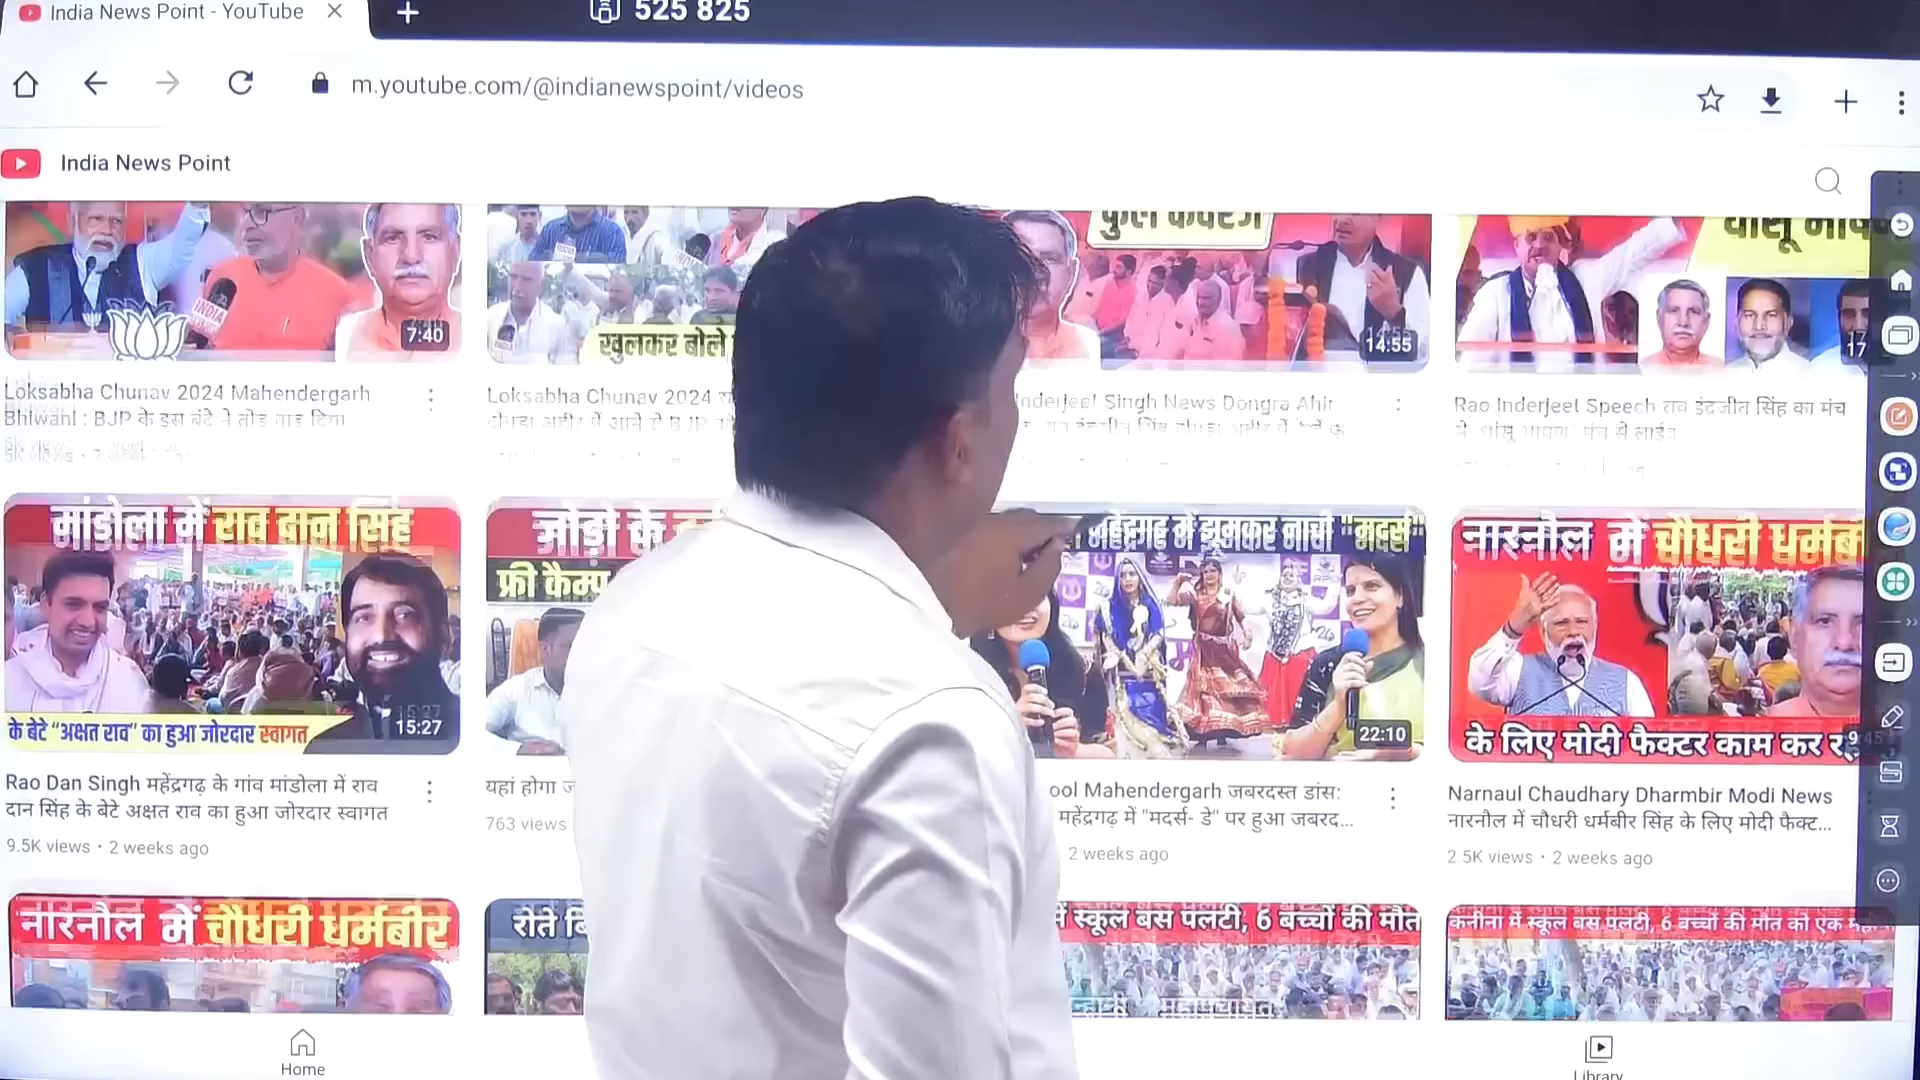 India News Point - YouTube
525 825
m.youtube.com/@indianewspoint/videos
India News Point
फुल कवरेज
INDIA
7:40
खुलकर बोले
14:55
17
Loksabha Chunav 2024 Mahendergarh
Bhiwani : BJP के इस
Loksabha Chunav 2024
Inderjeet Singh News Dongra Ahir
Rao Inderjeet Speech राव इंद्रजीत सिंह का मंच
मांडोला में राव दान सिंह
के बेटे "अक्षत राव" का हुआ जोरदार स्वागत
15:27
जोड़ों के
फ्री कैम्प
महेंद्रगढ़ में झूमकर नाची "मदर्स"
22:10
नारनौल में चौधरी धर्मबी
के लिए मोदी फैक्टर काम कर
Rao Dan Singh महेंद्रगढ़ के गांव मांडोला में राव
दान सिंह के बेटे अक्षत राव का हुआ जोरदार स्वागत
9.5K views • 2 weeks ago
यहां होगा
763 views
ool Mahendergarh जबरदस्त डांस:
महेंद्रगढ़ में "मदर्स- डे" पर हुआ जबरद...
2 weeks ago
Narnaul Chaudhary Dharmbir Modi News
नारनौल में चौधरी धर्मबीर सिंह के लिए मोदी फैक्ट...
2 5K views • 2 weeks ago
नारनौल में चौधरी धर्मबीर
रोते
में स्कूल बस पलटी, 6 बच्चों की मौत
कनीना में स्कूल बस पलटी, 6 बच्चों की मौत को एक
Home
Library